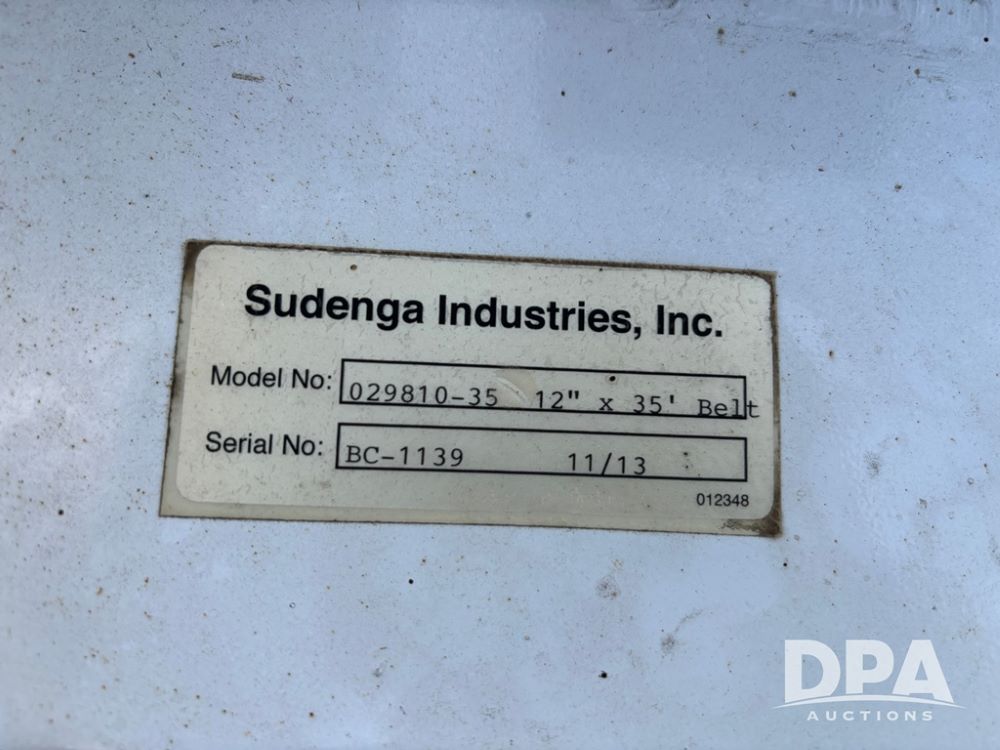 Sudenga Industries, Inc.
Model No: 029810-35 12" x 35' Belt
Serial No: BC-1139 11/13
012348
DPA
AUCTIONS